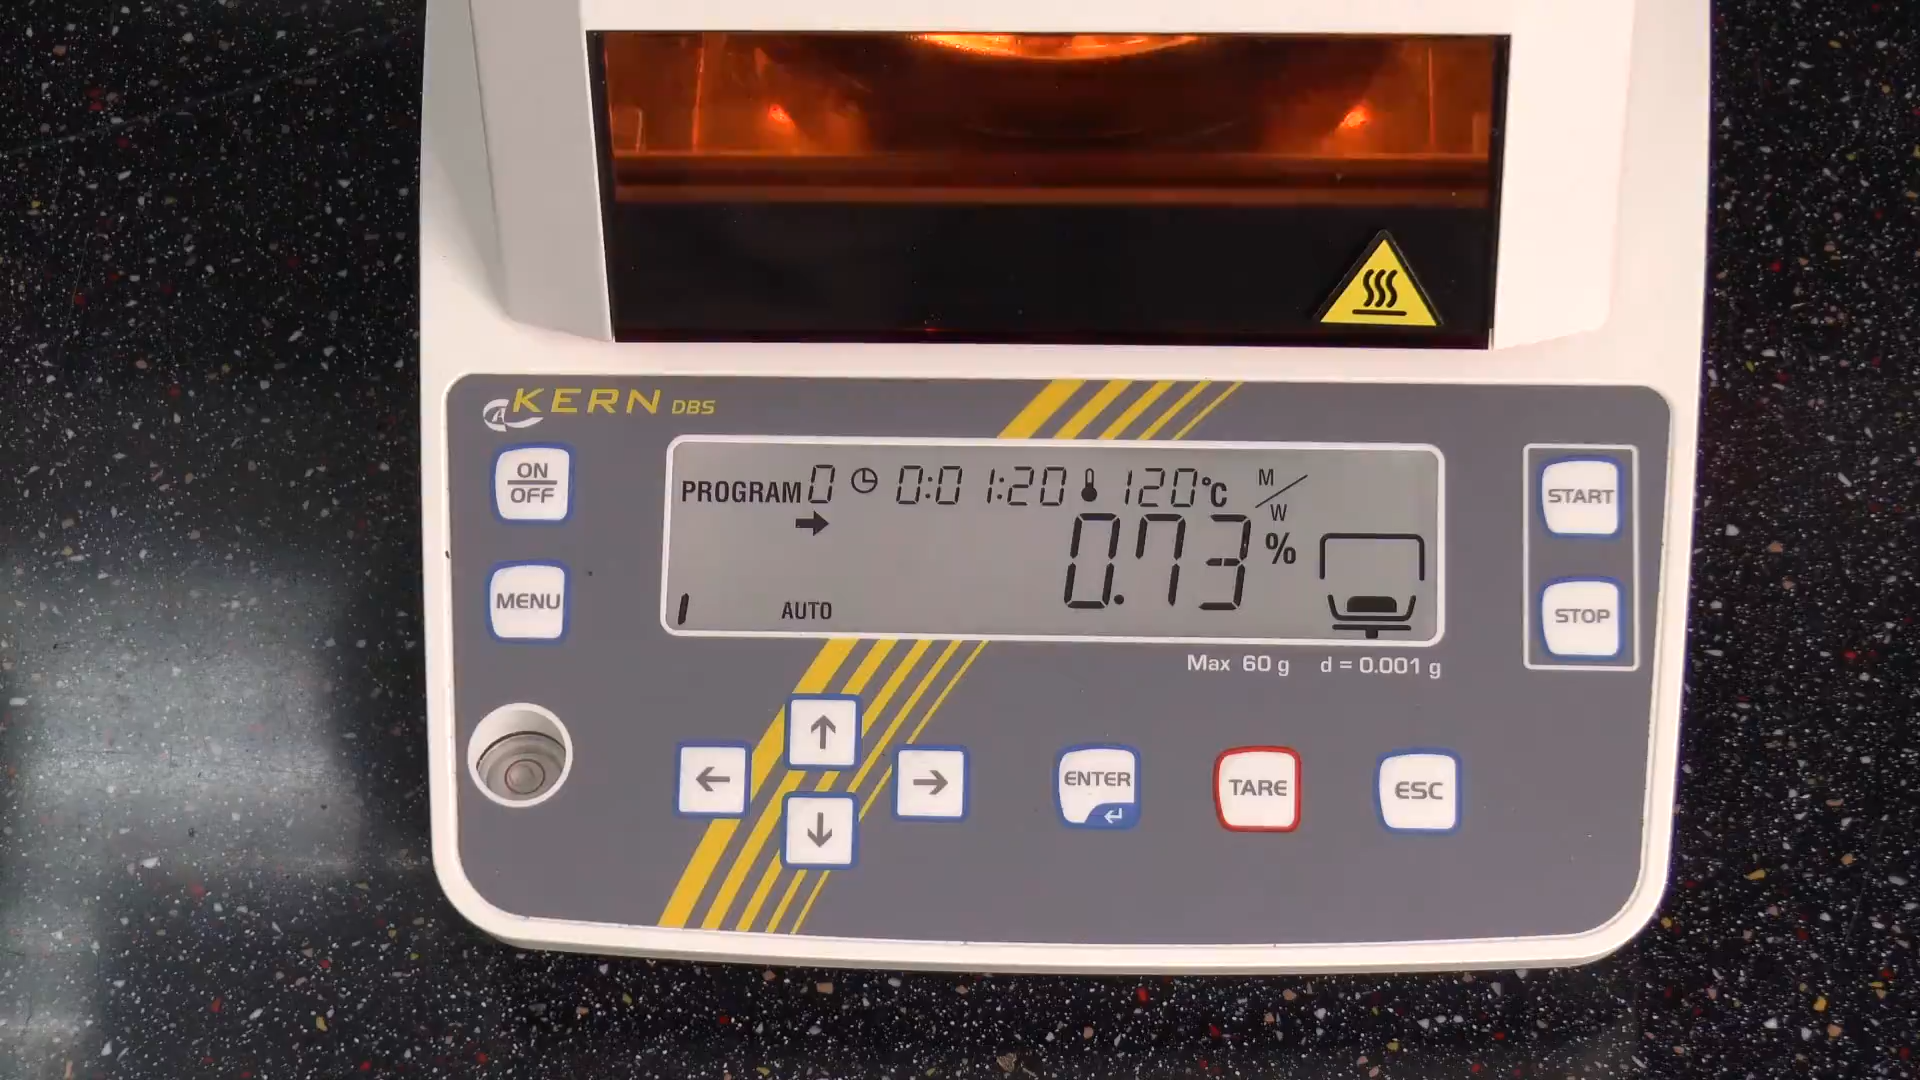 KERN DBS
ON
OFF
PROGRAM 0 0:01:20 120°C M/W
0.73 %
AUTO
START
MENU
STOP
Max 60 g d = 0.001 g
ENTER
TARE
ESC